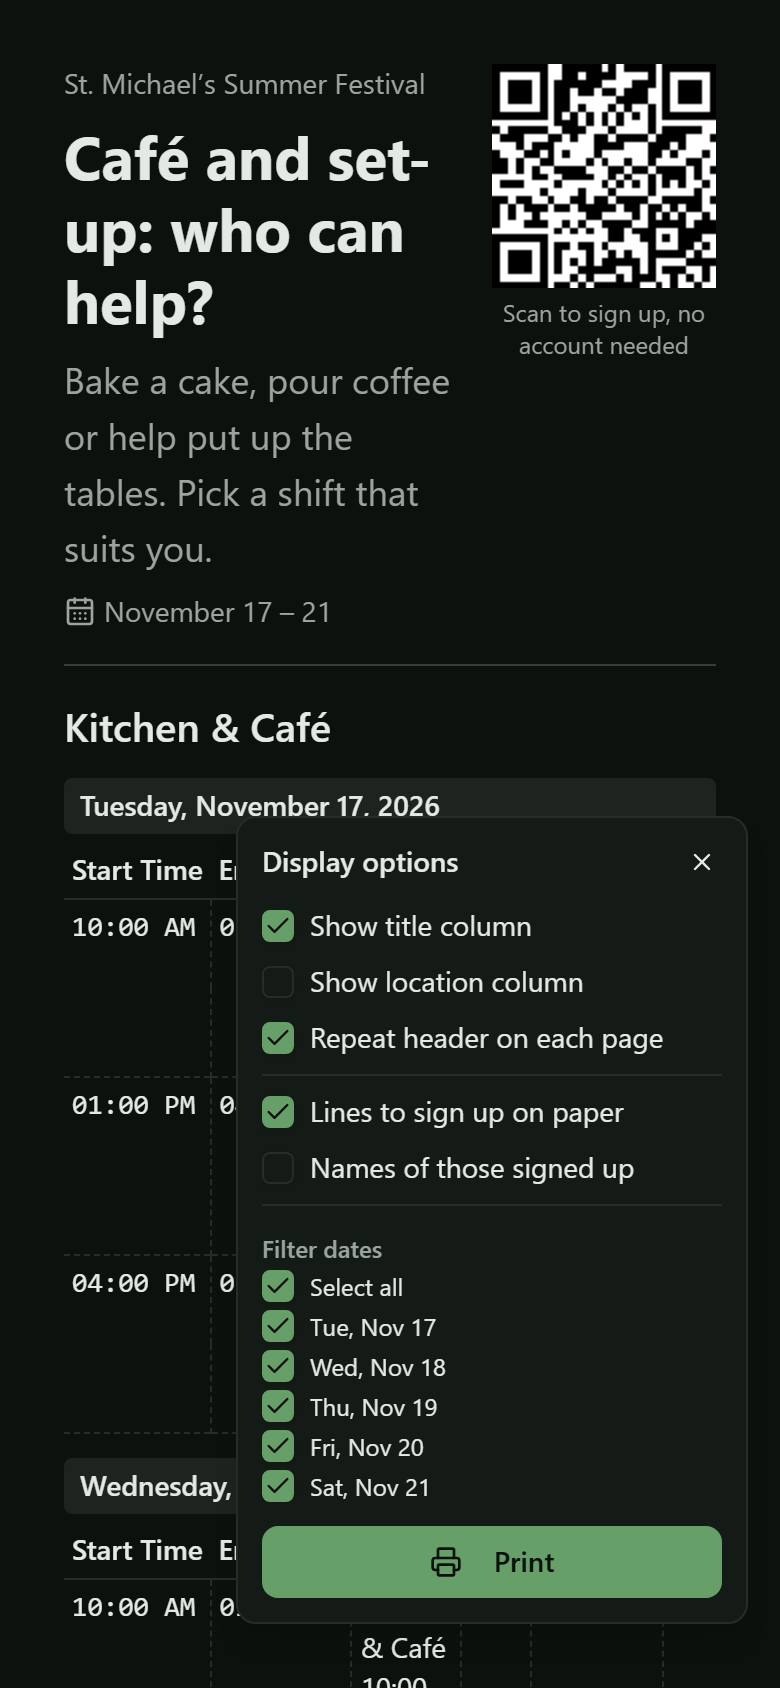 St. Michael’s Summer Festival
Café and set-
up: who can
help?
Bake a cake, pour coffee
or help put up the
tables. Pick a shift that
suits you.
November 17 – 21
Scan to sign up, no
account needed
Kitchen & Café
Tuesday, November 17, 2026
Start Time
10:00 AM
01:00 PM
04:00 PM
Wednesday,
Start Time
10:00 AM
& Café
10:00
Display options
Show title column
Show location column
Repeat header on each page
Lines to sign up on paper
Names of those signed up
Filter dates
Select all
Tue, Nov 17
Wed, Nov 18
Thu, Nov 19
Fri, Nov 20
Sat, Nov 21
Print